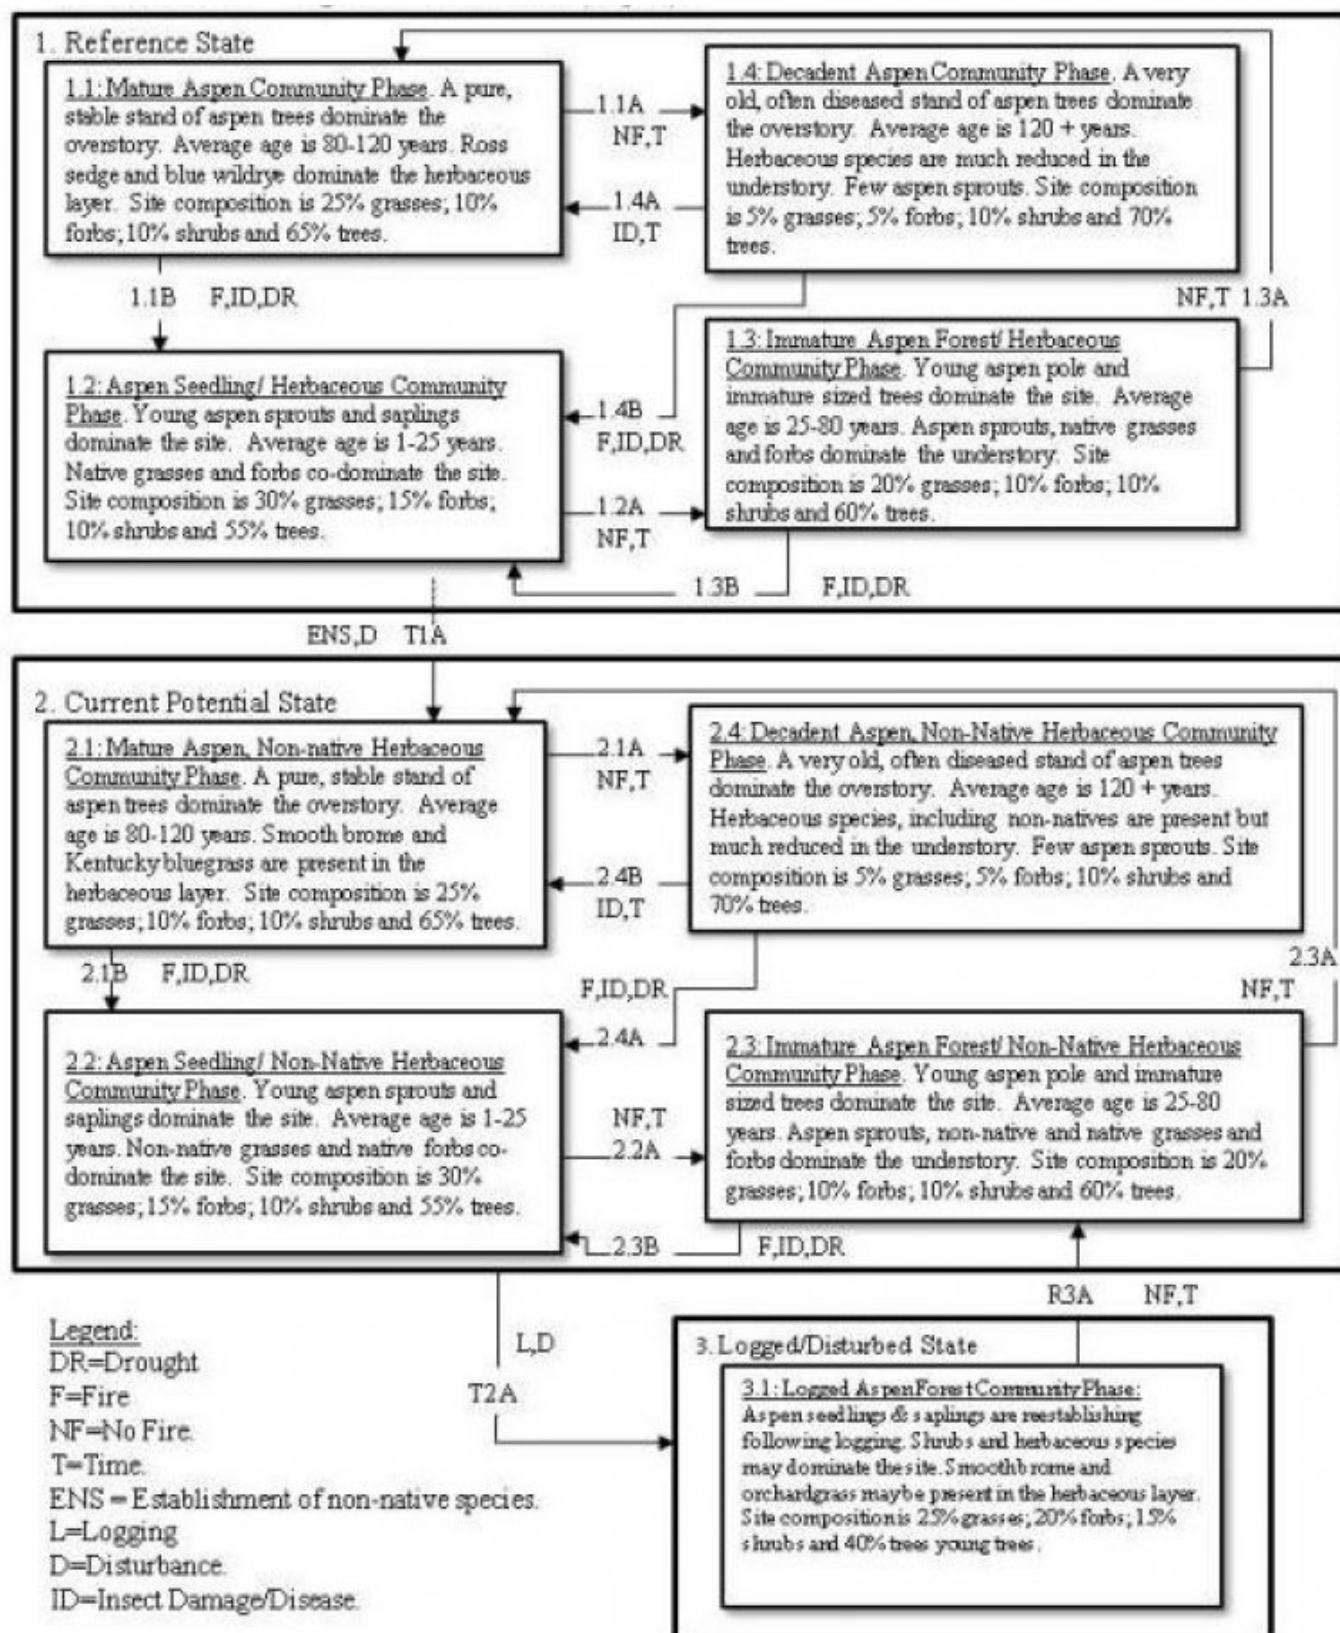 1. Reference State
1.1: Mature Aspen Community Phase. A pure,
stable stand of aspen trees dominate the
overstory. Average age is 80-120 years. Ross
sedge and blue wildrye dominate the herbaceous
layer. Site composition is 25% grasses; 10%
forbs; 10% shrubs and 65% trees.
1.1A
NF,T
1.4A
ID,T
1.4: Decadent Aspen Community Phase. A very
old, often diseased stand of aspen trees dominate
the overstory. Average age is 120 + years.
Herbaceous species are much reduced in the
understory. Few aspen sprouts. Site composition
is 5% grasses; 5% forbs; 10% shrubs and 70%
trees.
1.1B F,ID,DR
NF,T 1.3A
1.2: Aspen Seedling/ Herbaceous Community
Phase. Young aspen sprouts and saplings
dominate the site. Average age is 1-25 years.
Native grasses and forbs co-dominate the site.
Site composition is 30% grasses; 15% forbs;
10% shrubs and 55% trees.
1.4B
F,ID,DR
1.2A
NF,T
1.3: Immature Aspen Forest/ Herbaceous
Community Phase. Young aspen pole and
immature sized trees dominate the site. Average
age is 25-80 years. Aspen sprouts, native grasses
and forbs dominate the understory. Site
composition is 20% grasses; 10% forbs; 10%
shrubs and 60% trees.
1.3B F,ID,DR
ENS,D T1A
2. Current Potential State
2.1: Mature Aspen, Non-native Herbaceous
Community Phase. A pure, stable stand of
aspen trees dominate the overstory. Average
age is 80-120 years. Smooth brome and
Kentucky bluegrass are present in the
herbaceous layer. Site composition is 25%
grasses; 10% forbs; 10% shrubs and 65% trees.
2.1A
NF,T
2.4B
ID,T
2.4: Decadent Aspen, Non-Native Herbaceous Community
Phase. A very old, often diseased stand of aspen trees
dominate the overstory. Average age is 120 + years.
Herbaceous species, including non-natives are present but
much reduced in the understory. Few aspen sprouts. Site
composition is 5% grasses; 5% forbs; 10% shrubs and
70% trees.
2.1B F,ID,DR
F,ID,DR
2.4A
2.3A
NF,T
2.2: Aspen Seedling/ Non-Native Herbaceous
Community Phase. Young aspen sprouts and
saplings dominate the site. Average age is 1-25
years. Non-native grasses and native forbs co-
dominate the site. Site composition is 30%
grasses; 15% forbs; 10% shrubs and 55% trees.
NF,T
2.2A
2.3: Immature Aspen Forest/ Non-Native Herbaceous
Community Phase. Young aspen pole and immature
sized trees dominate the site. Average age is 25-80
years. Aspen sprouts, non-native and native grasses and
forbs dominate the understory. Site composition is 20%
grasses; 10% forbs; 10% shrubs and 60% trees.
2.3B F,ID,DR
R3A NF,T
L,D
T2A
3. Logged/Disturbed State
3.1: Logged Aspen Forest Community Phase:
Aspen seedlings & saplings are reestablishing
following logging. Shrubs and herbaceous species
may dominate the site. Smooth brome and
orchardgrass maybe present in the herbaceous layer.
Site composition is 25% grasses; 20% forbs; 15%
shrubs and 40% trees young trees.
Legend:
DR=Drought
F=Fire
NF=No Fire.
T=Time.
ENS = Establishment of non-native species.
L=Logging
D=Disturbance.
ID=Insect Damage/Disease.